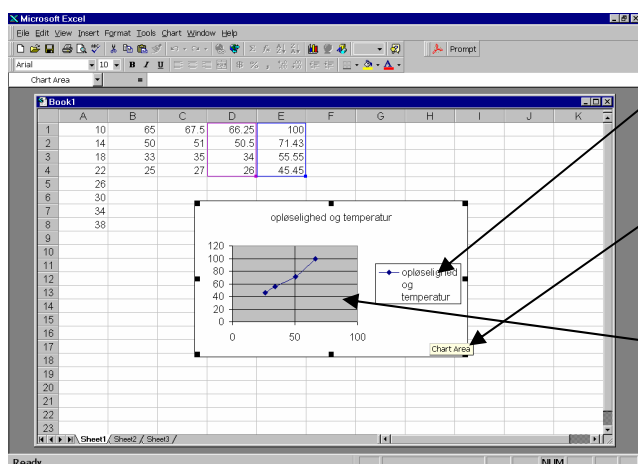 Microsoft Excel
File Edit View Insert Format Tools Chart Window Help
Prompt
Arial 10 B I U
Chart Area =
Book1
A B C D E F G H I J K
1 10 65 67.5 66.25 100
2 14 50 51 50.5 71.43
3 18 33 35 34 55.55
4 22 25 27 26 45.45
5 26
6 30
7 34
8 38
9
10
11
12
13
14
15
16
17
18
19
20
21
22
23
opløselighed og temperatur
120
100
80
60
40
20
0
0 50 100
opløselighed
og
temperatur
Chart Area
Sheet1 Sheet2 Sheet3
Ready NUM